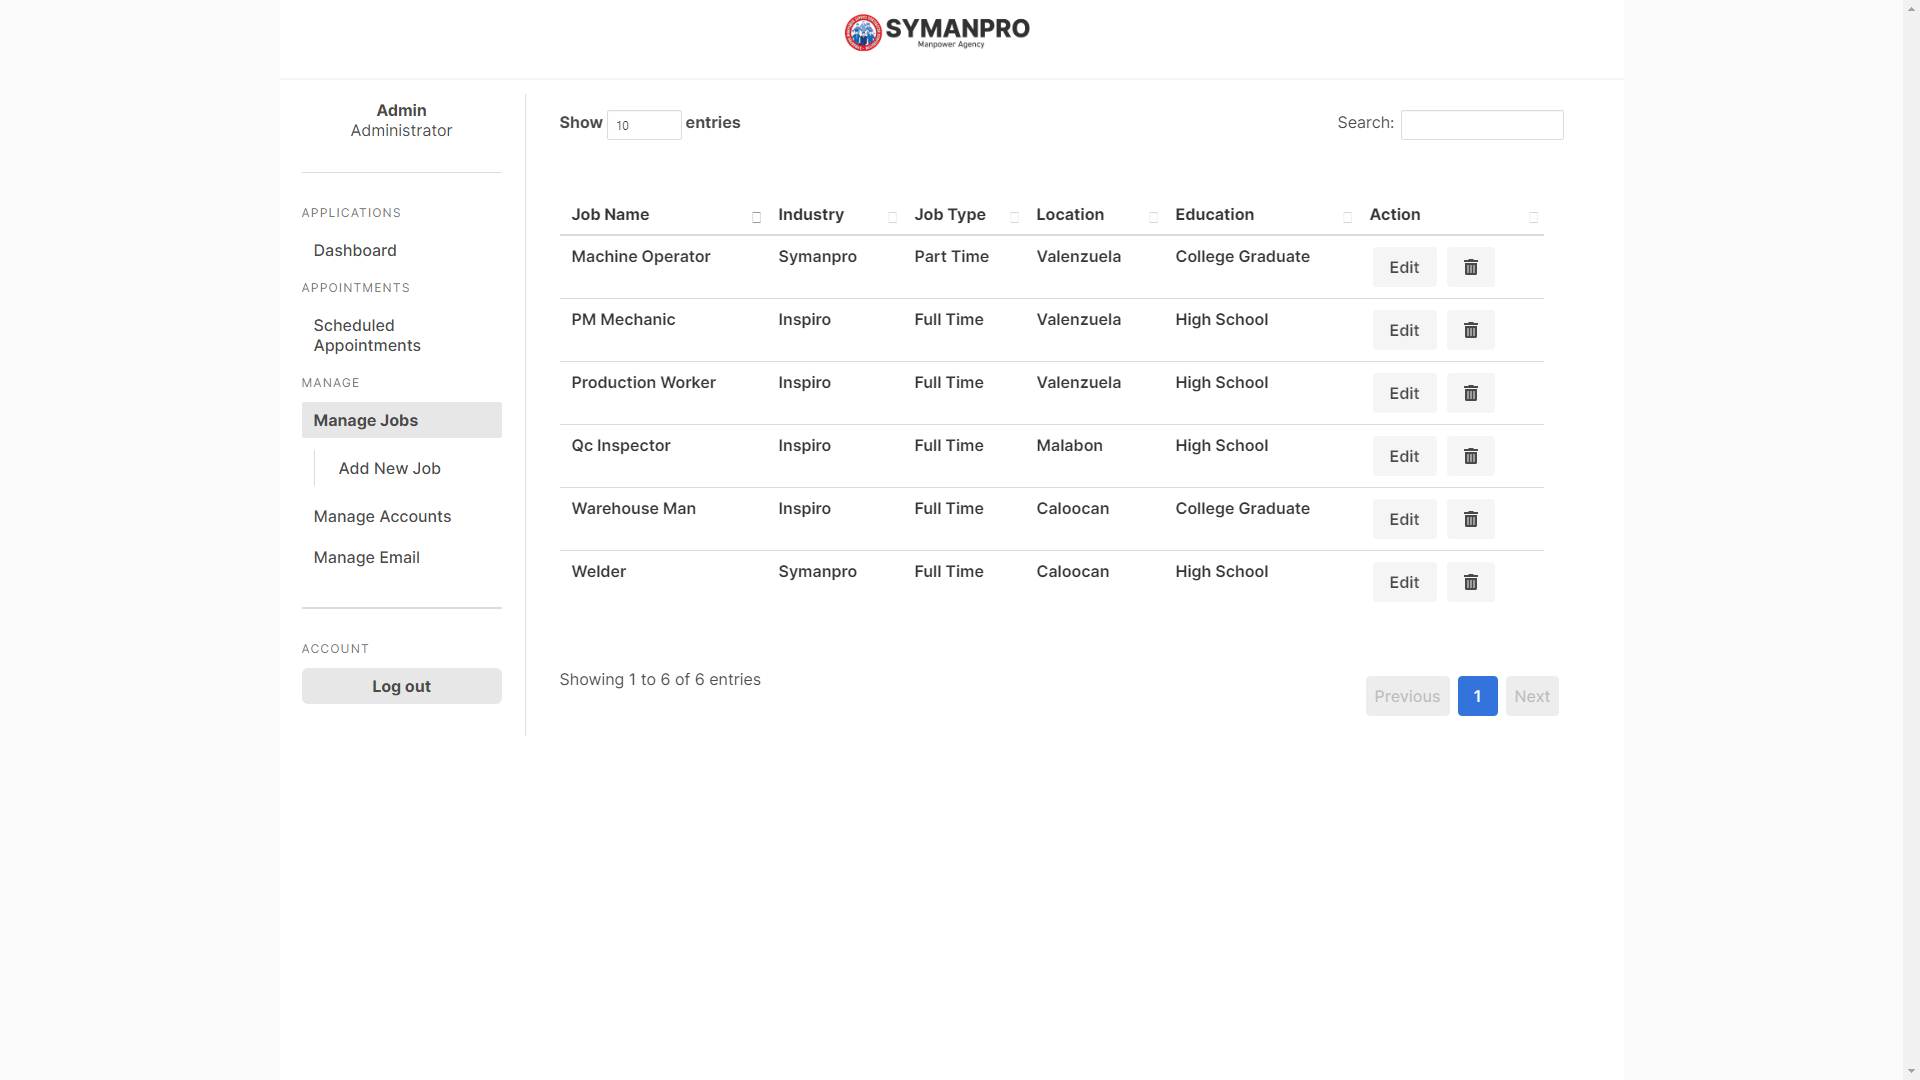 SYMANPRO
Manpower Agency
Admin
Administrator
APPLICATIONS
Dashboard
APPOINTMENTS
Scheduled
Appointments
MANAGE
Manage Jobs
Add New Job
Manage Accounts
Manage Email
ACCOUNT
Log out
Show 10 entries
Search:
Job Name Industry Job Type Location Education Action
Machine Operator Symanpro Part Time Valenzuela College Graduate Edit
PM Mechanic Inspiro Full Time Valenzuela High School Edit
Production Worker Inspiro Full Time Valenzuela High School Edit
Qc Inspector Inspiro Full Time Malabon High School Edit
Warehouse Man Inspiro Full Time Caloocan College Graduate Edit
Welder Symanpro Full Time Caloocan High School Edit
Showing 1 to 6 of 6 entries
Previous 1 Next